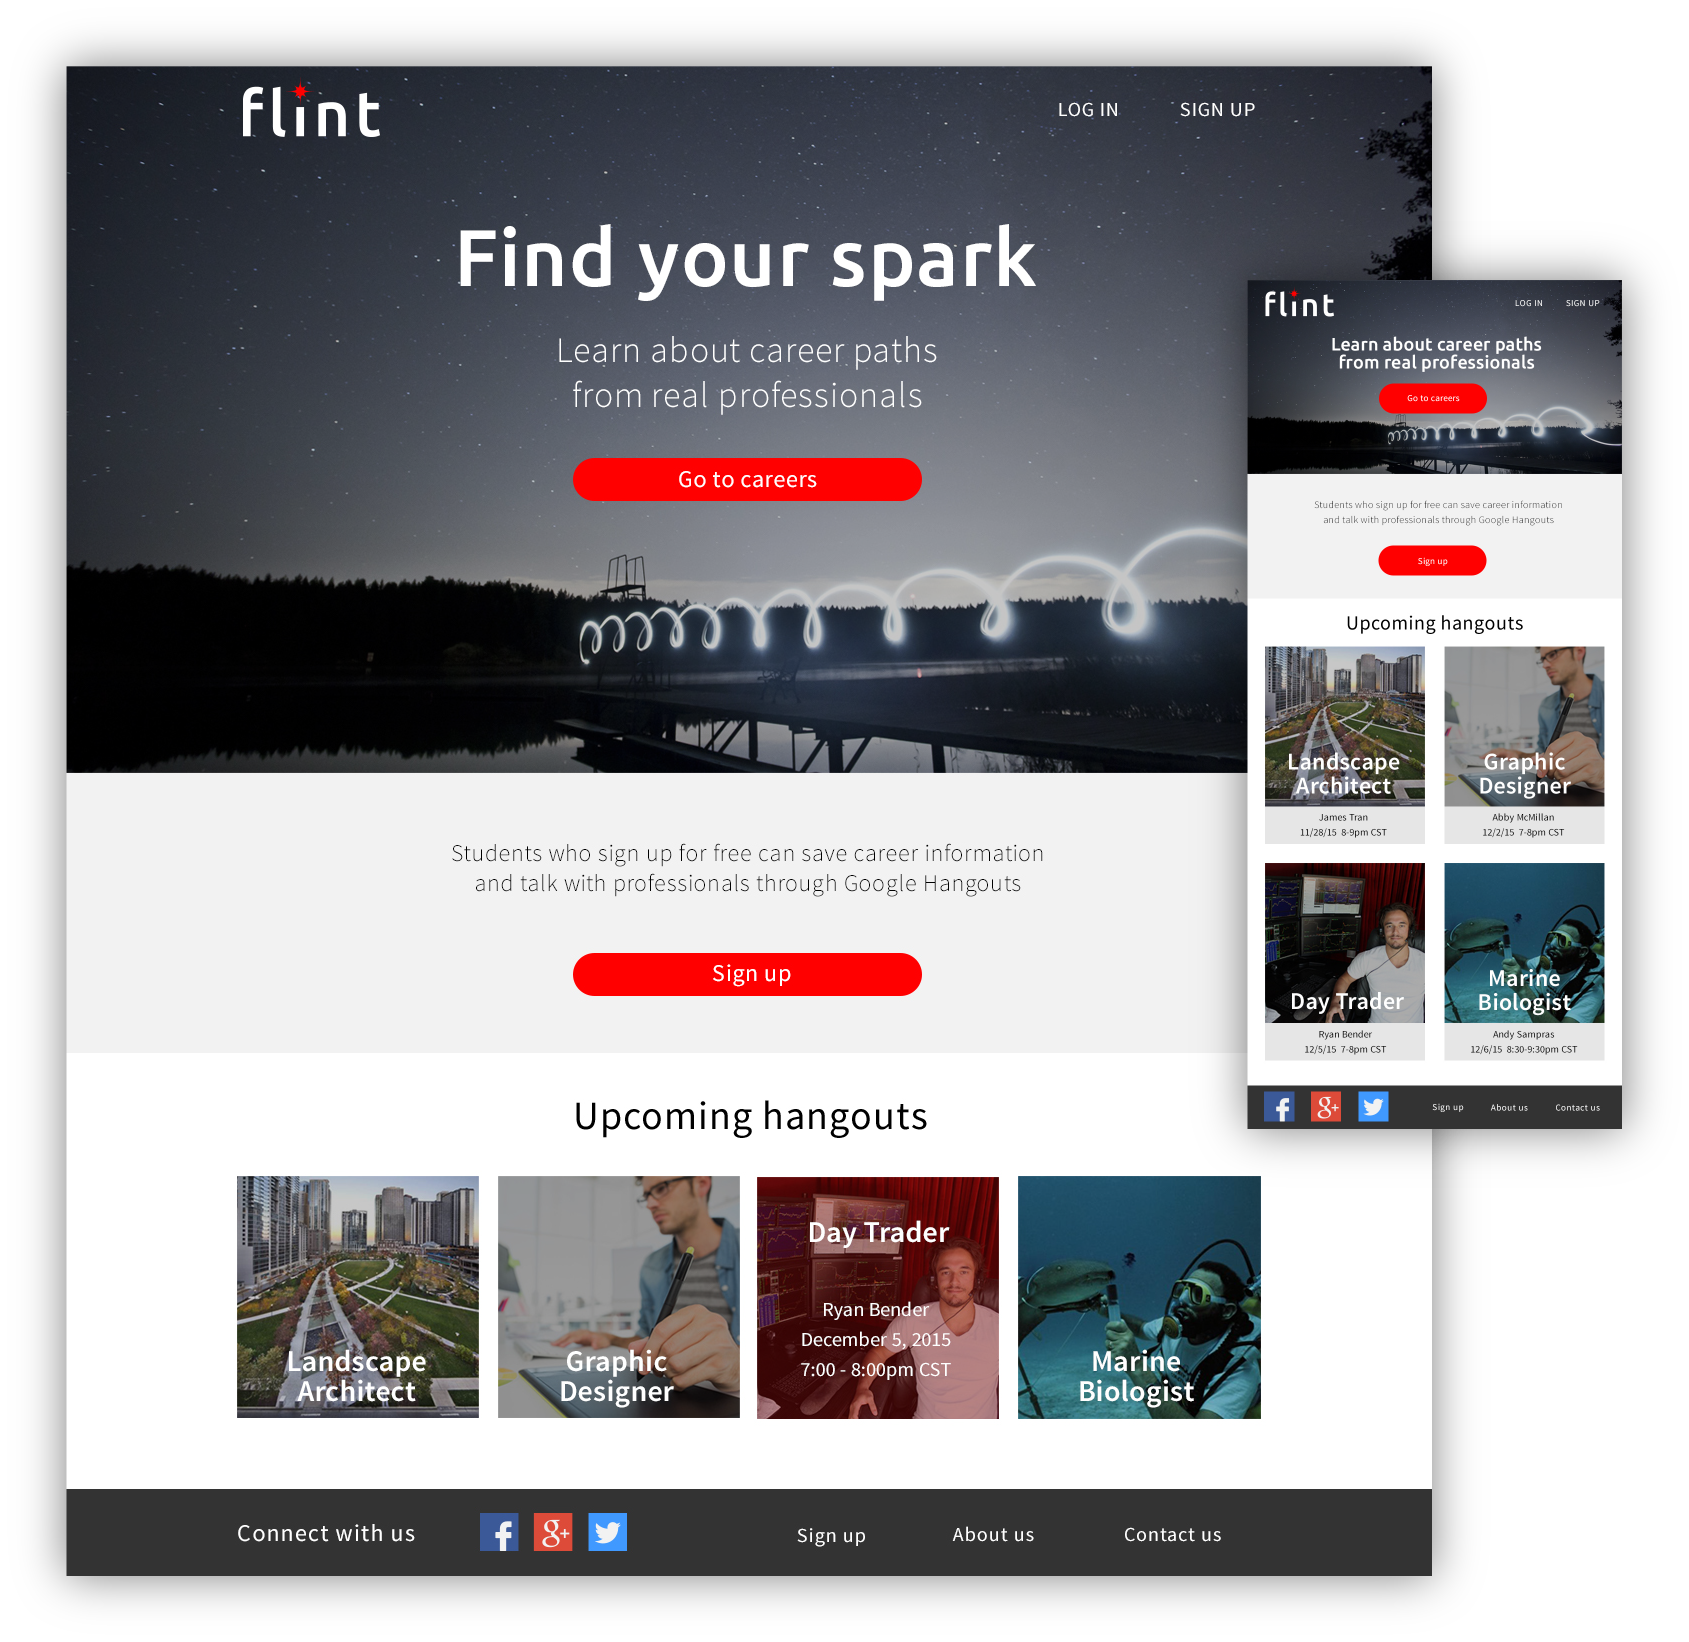 flint
LOG IN
SIGN UP
Find your spark
Learn about career paths
from real professionals
Go to careers
Students who sign up for free can save career information
and talk with professionals through Google Hangouts
Sign up
Upcoming hangouts
Landscape
Architect
Graphic
Designer
Day Trader
Ryan Bender
December 5, 2015
7:00 - 8:00pm CST
Marine
Biologist
Connect with us
f
g+
Sign up
About us
Contact us
flint
LOG IN
SIGN UP
Learn about career paths
from real professionals
Go to careers
Students who sign up for free can save career information
and talk with professionals through Google Hangouts
Sign up
Upcoming hangouts
Landscape
Architect
James Tran
11/28/15 8-9pm CST
Graphic
Designer
Abby McMillan
12/2/15 7-8pm CST
Day Trader
Ryan Bender
12/5/15 7-8pm CST
Marine
Biologist
Andy Sampras
12/6/15 8:30-9:30pm CST
f
g+
Sign up
About us
Contact us